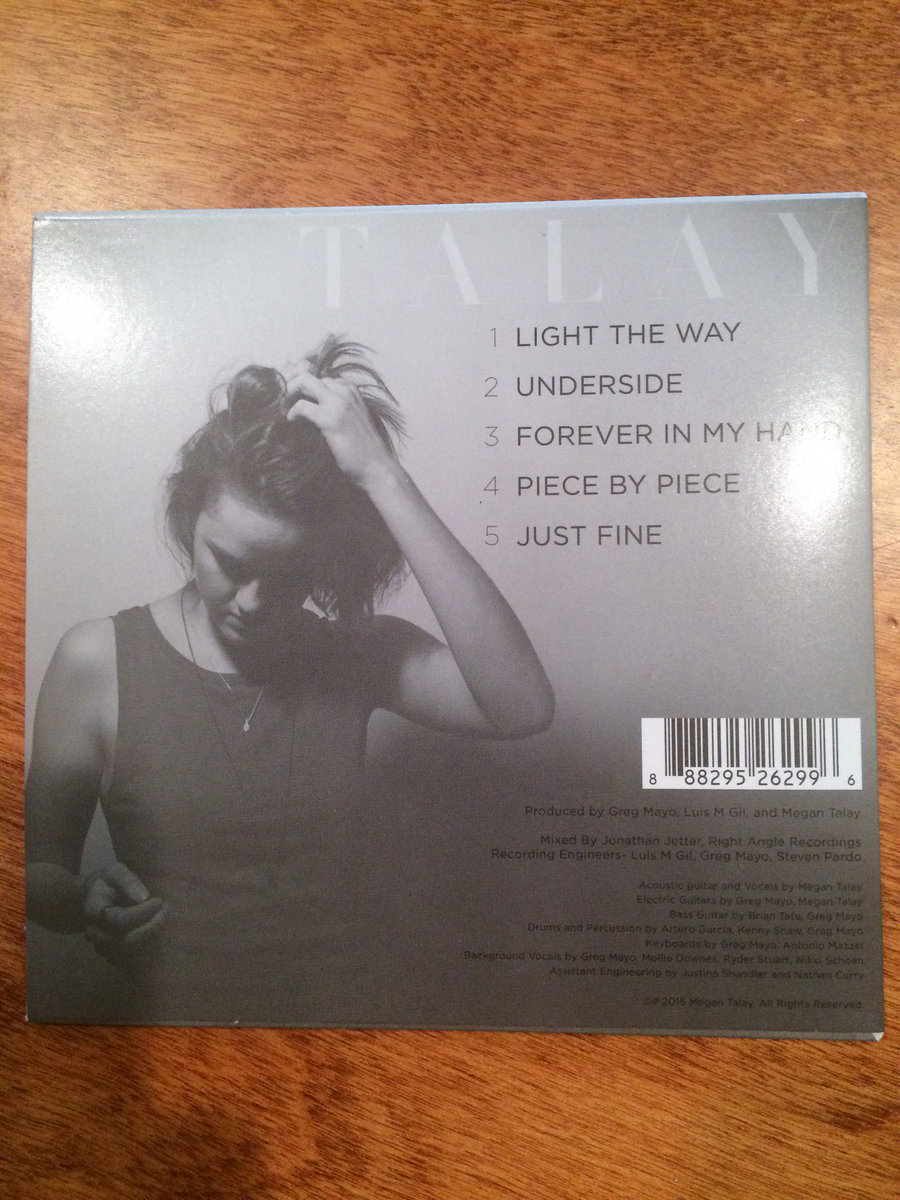 TALAY
1 LIGHT THE WAY
2 UNDERSIDE
3 FOREVER IN MY HAND
4 PIECE BY PIECE
5 JUST FINE
8 88295 26299 6
Produced by Greg Mayo, Luis M Gil, and Megan Talay
Mixed By Jonathan Jetter, Right Angle Recordings
Recording Engineers- Luis M Gil, Greg Mayo, Steven Pardo
Acoustic guitar and Vocals by Megan Talay
Electric Guitars by Greg Mayo, Megan Talay
Bass Guitar by Brian Tate, Greg Mayo
Drums and Percussion by Arturo Garcia, Kenny Shaw, Greg Mayo
Keyboards by Greg Mayo, Antonio Mazzei
Background Vocals by Greg Mayo, Mollie Downes, Ryder Stuart, Nikki Schoen
Assistant Engineering by Justina Shandler and Nathan Curry
©℗ 2015 Megan Talay, All Rights Reserved